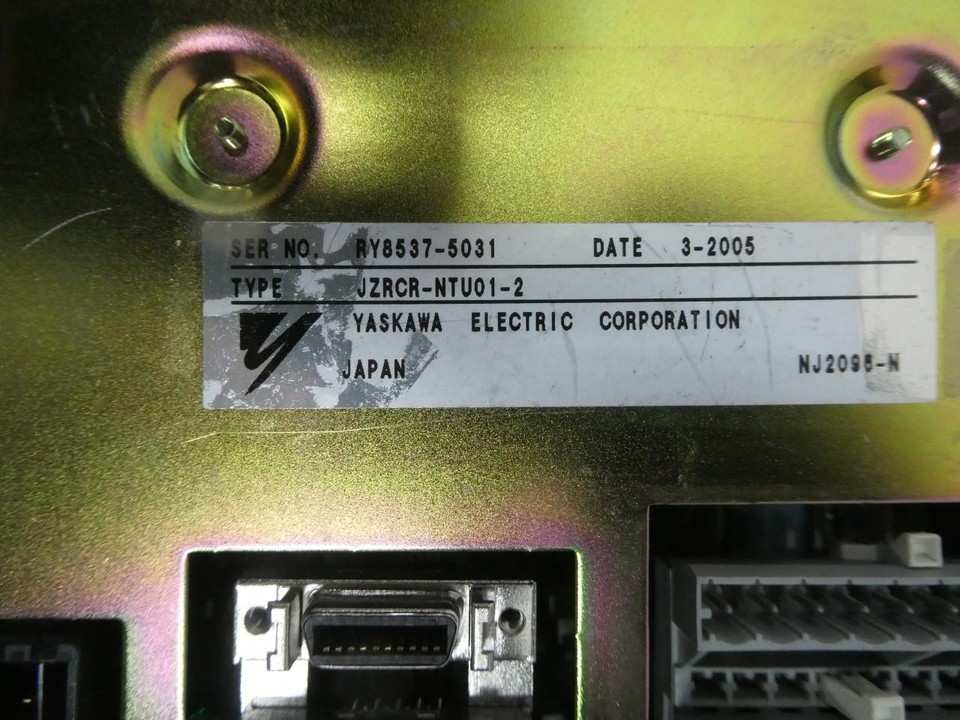 SER NO. RY8537-5031 DATE 3-2005
TYPE JZRCR-NTU01-2
YASKAWA ELECTRIC CORPORATION
JAPAN NJ2095-N